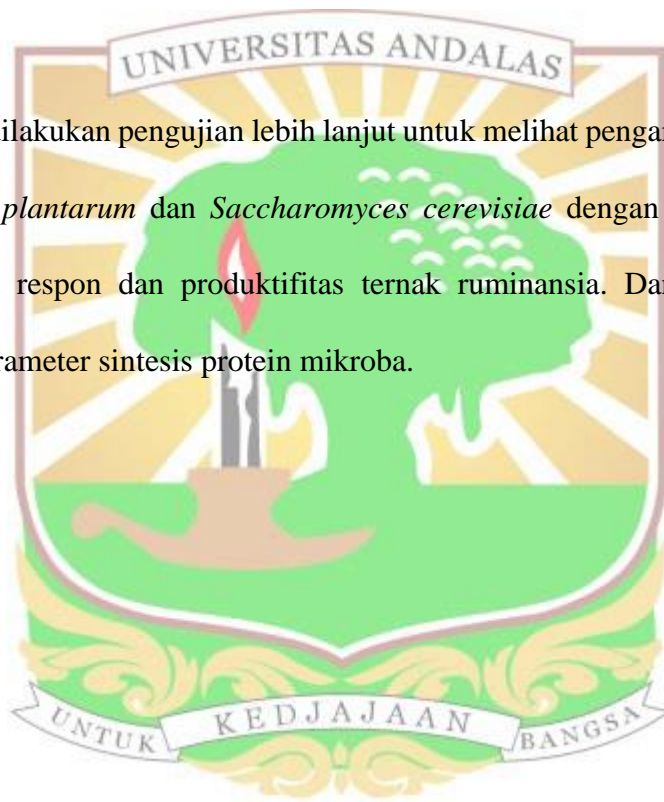 UNIVERSITAS ANDALAS
ilakukan pengujian lebih lanjut untuk melihat pengar
plantarum dan Saccharomyces cerevisiae dengan
respon dan produktifitas ternak ruminansia. Dar
rameter sintesis protein mikroba.
UNTUK KEDJAJAAN BANGSA